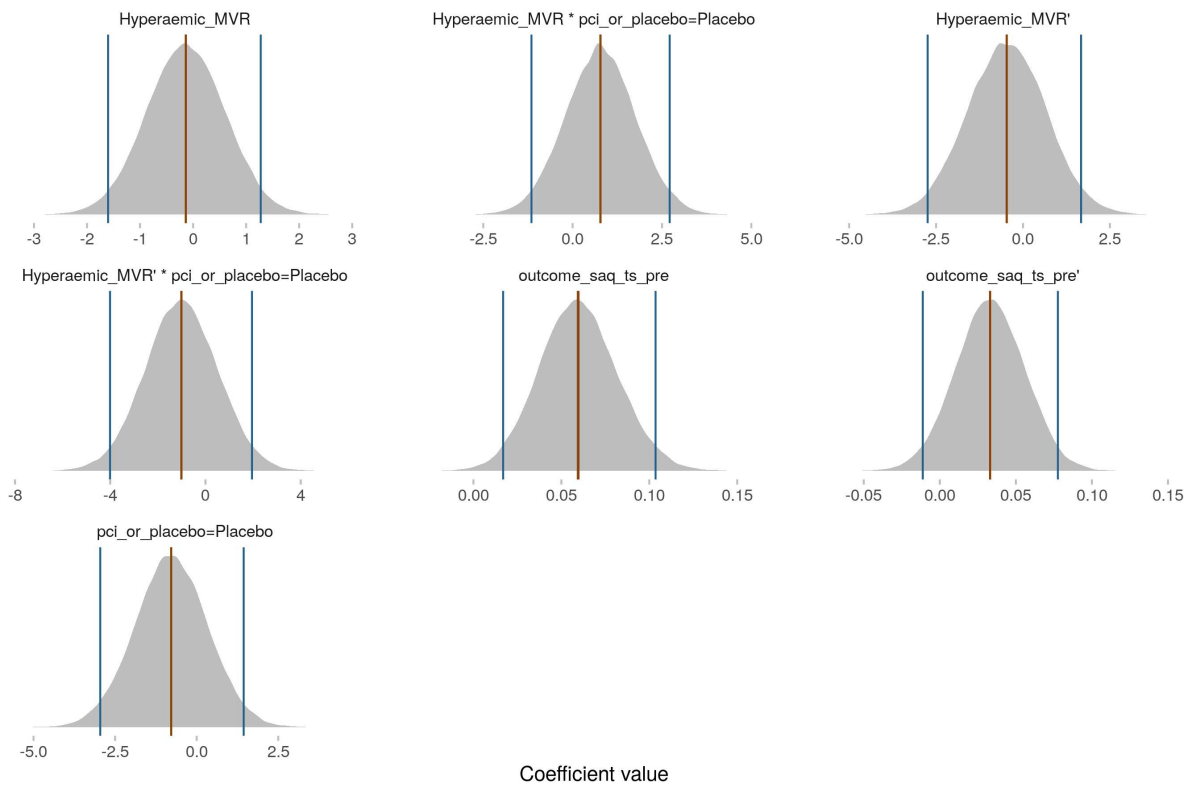 Hyperaemic_MVR
Hyperaemic_MVR * pci_or_placebo=Placebo
Hyperaemic_MVR'
-3 -2 -1 0 1 2 3
-2.5 0.0 2.5 5.0
-5.0 -2.5 0.0 2.5
Hyperaemic_MVR' * pci_or_placebo=Placebo
outcome_saq_ts_pre
outcome_saq_ts_pre'
-8 -4 0 4
0.00 0.05 0.10 0.15
-0.05 0.00 0.05 0.10 0.15
pci_or_placebo=Placebo
-5.0 -2.5 0.0 2.5
Coefficient value